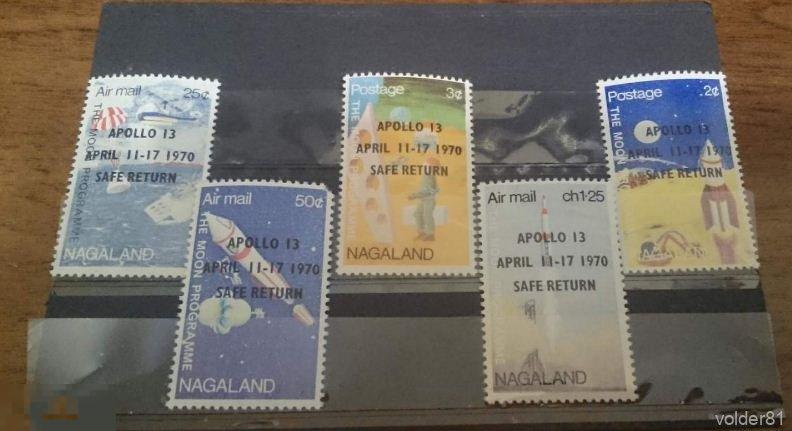 Air mail 25¢
THE MOON PROGRAMME
APOLLO 13
APRIL 11-17 1970
SAFE RETURN
NAGALAND
Postage 3¢
THE
APOLLO 13
APRIL 11-17 1970
SAFE RETURN
NAGALAND
Postage 2¢
THE MOON
APOLLO 13
APRIL 11-17 1970
SAFE RETURN
NAGALAND
Air mail 50¢
THE MOON PROGRAMME
APOLLO 13
APRIL 11-17 1970
SAFE RETURN
NAGALAND
Air mail ch1·25
APOLLO 13
APRIL 11-17 1970
SAFE RETURN
NAGALAND
volder81